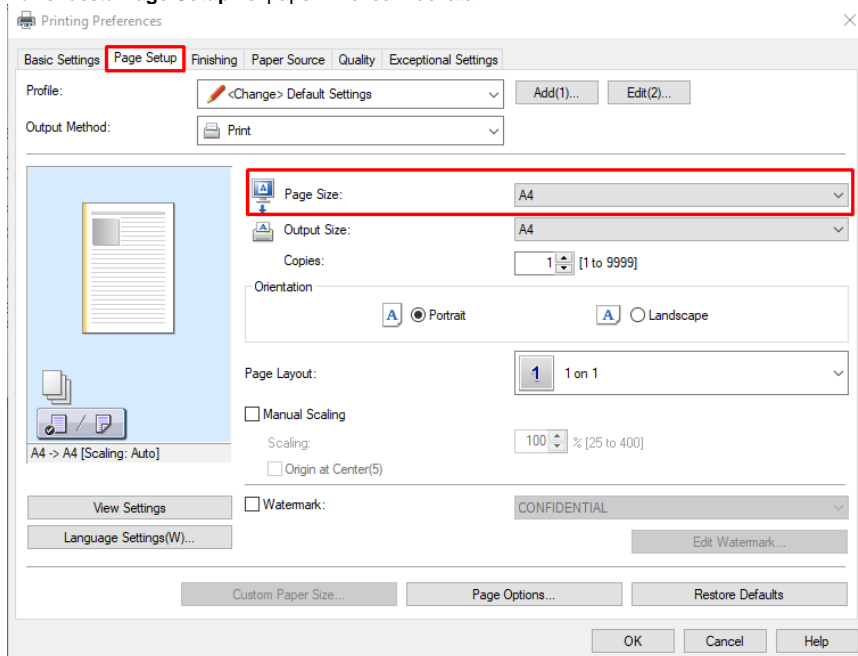 Page Setup
Printing Preferences
Basic Settings Page Setup Finishing Paper Source Quality Exceptional Settings
Profile: <Change> Default Settings Add(1)... Edit(2)...
Output Method: Print
Page Size: A4
Output Size: A4
Copies: 1 [1 to 9999]
Orientation
A Portrait A Landscape
Page Layout: 1 1 on 1
Manual Scaling
Scaling: 100 % [25 to 400]
A4 -> A4 [Scaling: Auto]
Origin at Center(5)
View Settings Watermark: CONFIDENTIAL
Language Settings(W)... Edit Watermark...
Custom Paper Size... Page Options... Restore Defaults
OK Cancel Help